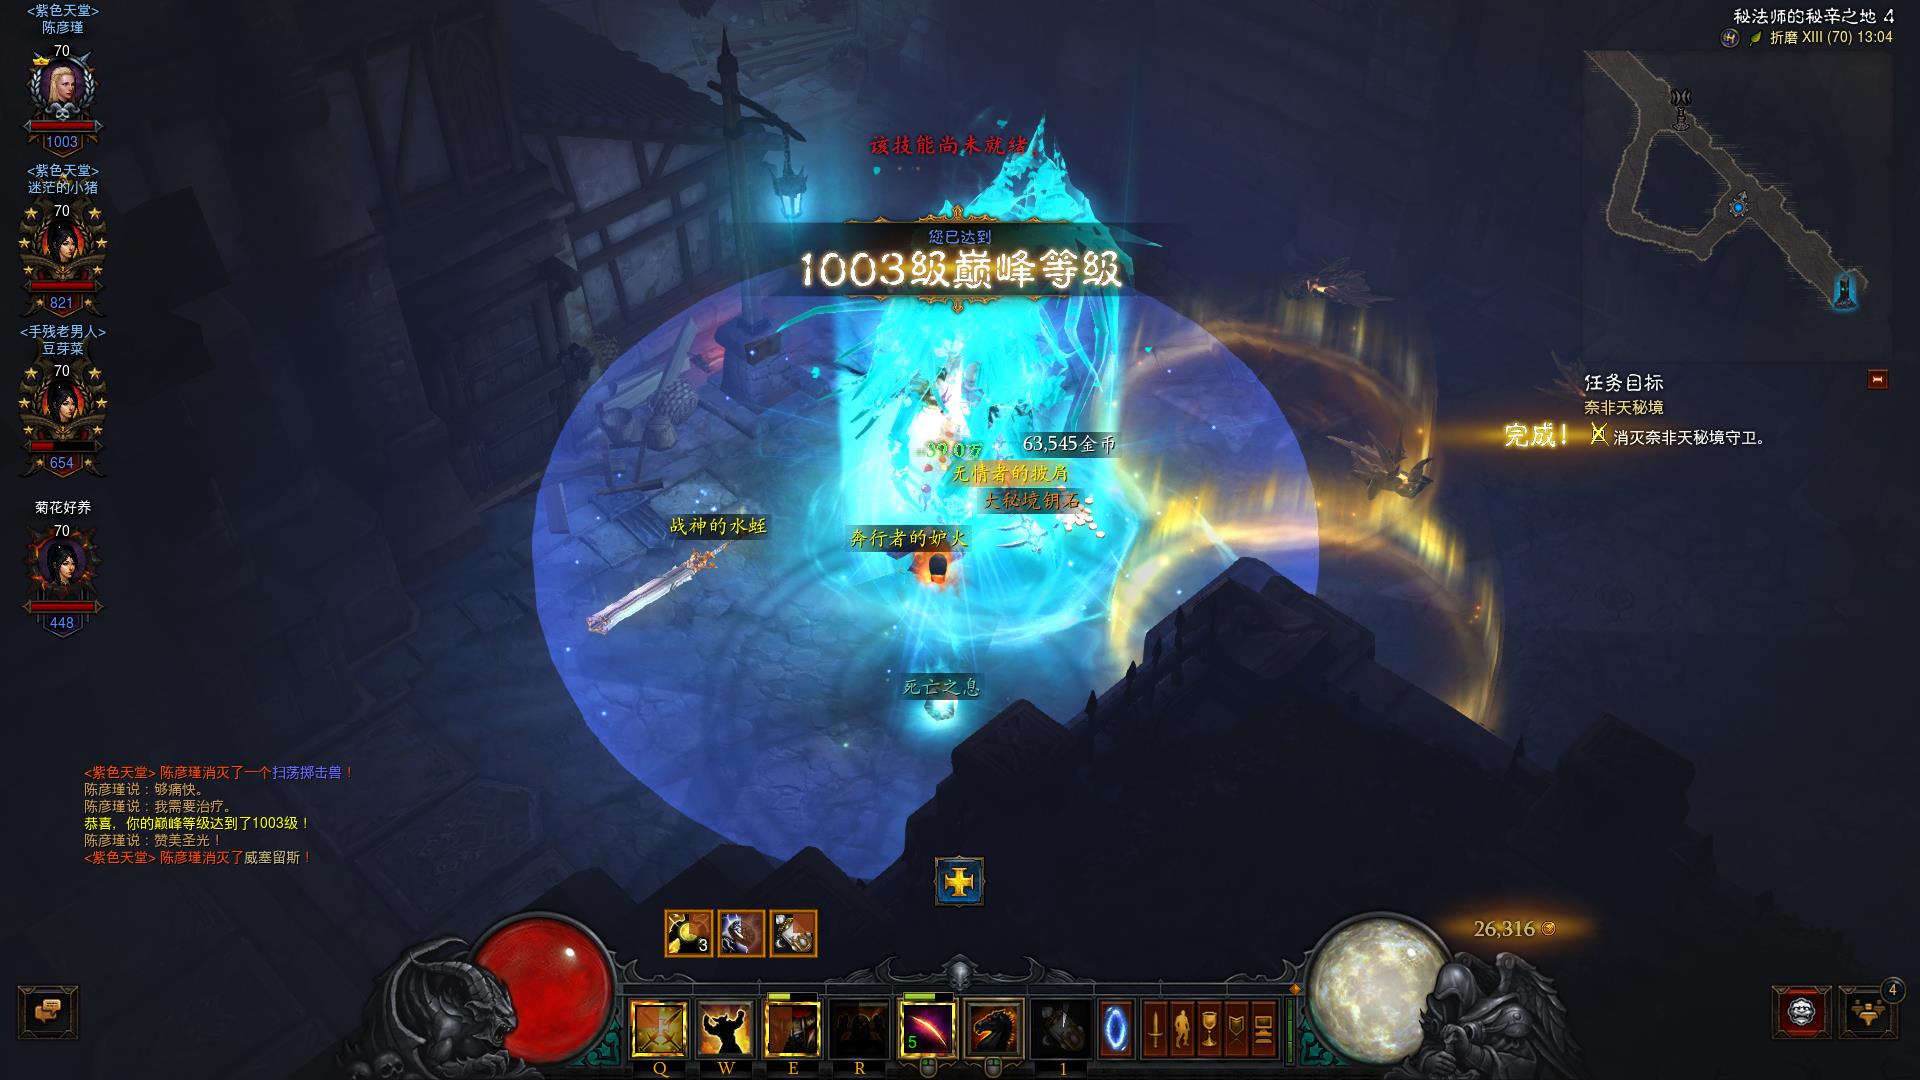 <紫色天堂>
陈彦瑾
70
1003
<紫色天堂>
迷茫的小猪
70
821
<手残老男人>
豆芽菜
70
654
菊花好养
70
448
秘法师的秘辛之地 4
折磨 XIII (70) 13:04
该技能尚未就绪
您已达到
1003级巅峰等级
任务目标
奈非天秘境
完成！
消灭奈非天秘境守卫。
+39.0万
63,545金币
无情者的披肩
大秘境钥石
战神的水蛭
奔行者的妒火
死亡之息
<紫色天堂> 陈彦瑾消灭了一个扫荡掷击兽！
陈彦瑾说：够痛快。
陈彦瑾说：我需要治疗。
恭喜，你的巅峰等级达到了1003级！
陈彦瑾说：赞美圣光！
<紫色天堂> 陈彦瑾消灭了威塞留斯！
3
26,316
5
4
Q W E R 1